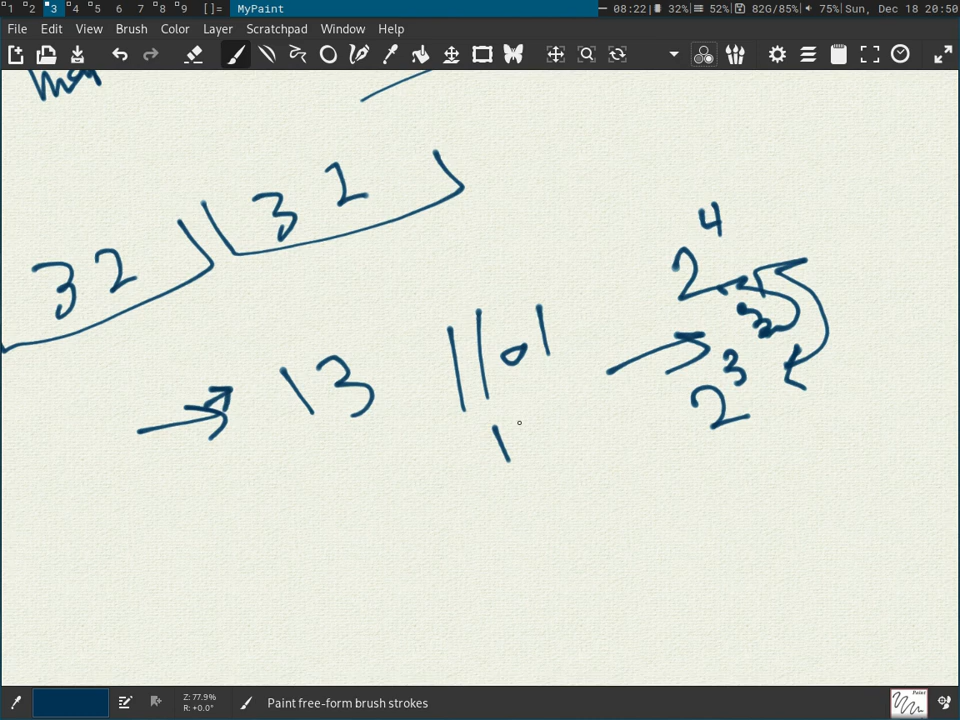 1 2 3 4 5 6 7 8 9 []= MyPaint 08:22 32% 52% 82G/85% 75% Sun, Dec 18 20:50
File Edit View Brush Color Layer Scratchpad Window Help
32 32
13 1101
1
2 4
2 3
Z: 77.9%
R: +0.0°
Paint free-form brush strokes